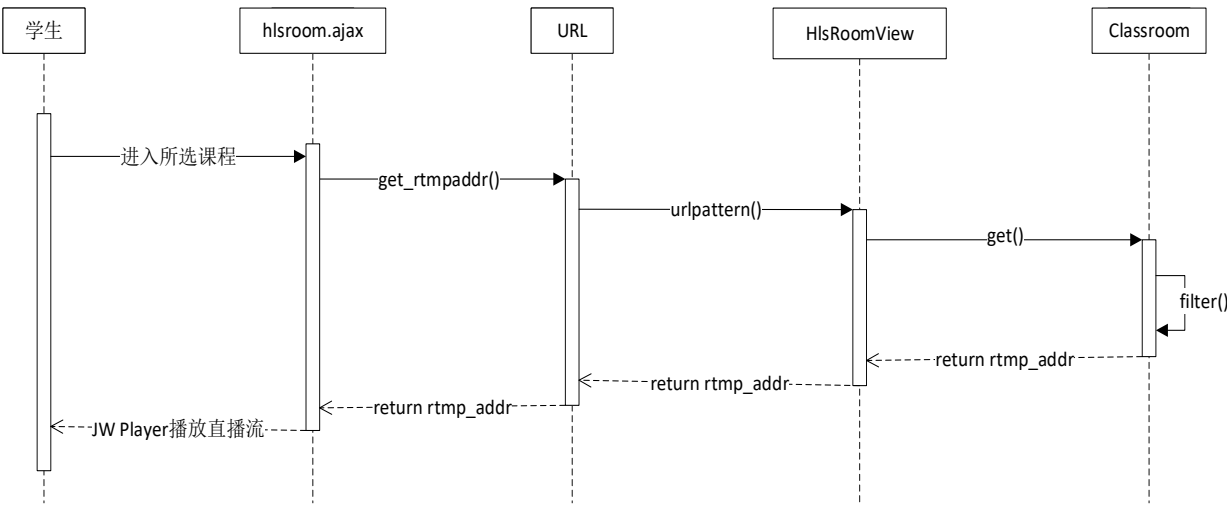 学生
hlsroom.ajax
URL
HlsRoomView
Classroom
进入所选课程
get_rtmpaddr()
urlpattern()
get()
filter()
return rtmp_addr
return rtmp_addr
return rtmp_addr
JW Player播放直播流